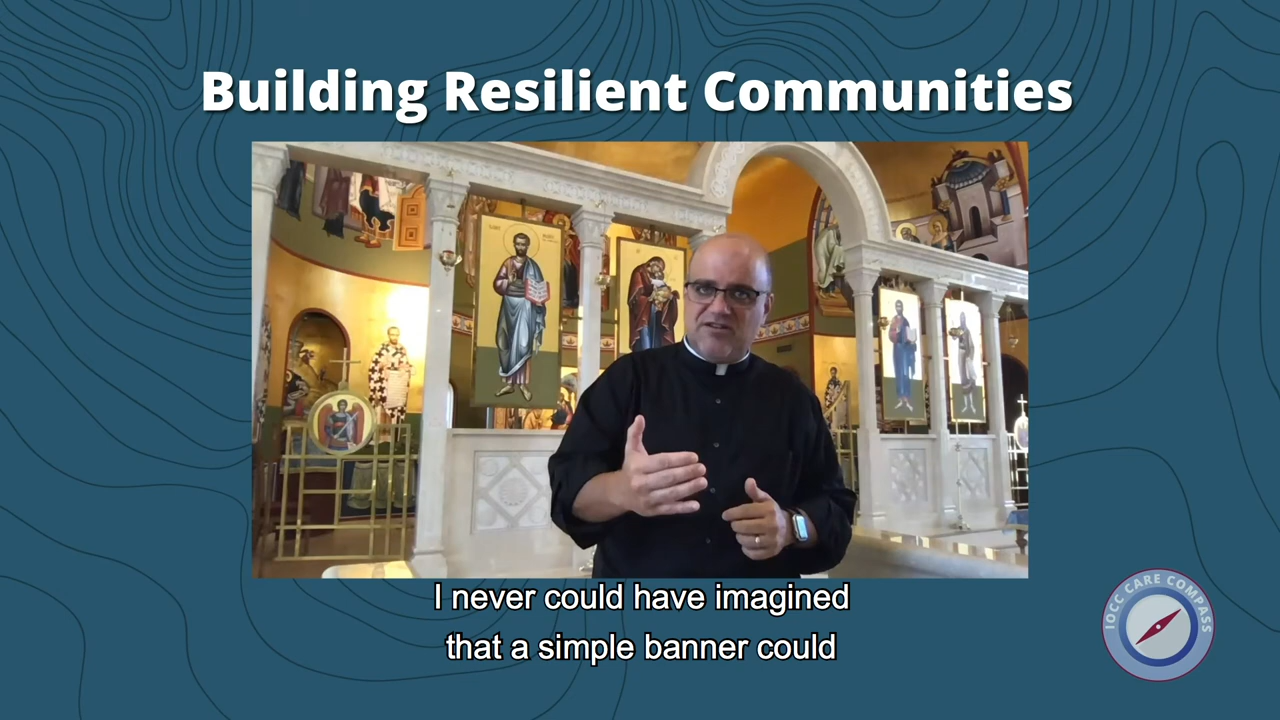 Building Resilient Communities
I never could have imagined
that a simple banner could
IOCC CARE COMPASS